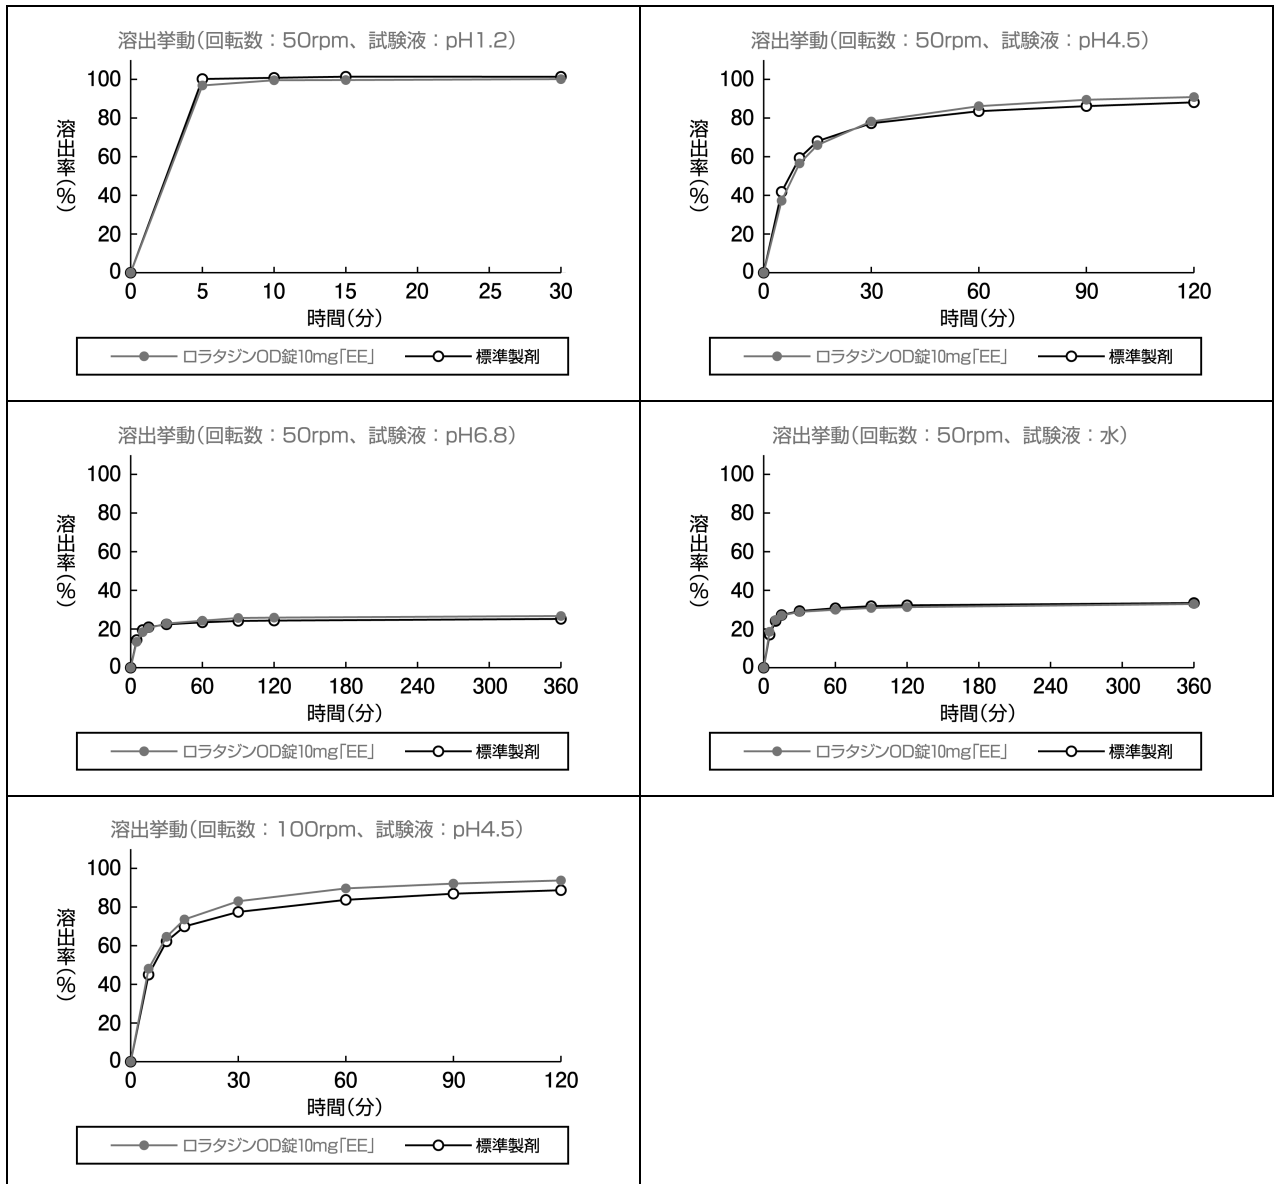 溶出挙動(回転数：50rpm、試験液：pH1.2)
溶出率(%)
100
80
60
40
20
0
0 5 10 15 20 25 30
時間(分)
ロラタジンOD錠10mg「EE」 標準製剤
溶出挙動(回転数：50rpm、試験液：pH4.5)
溶出率(%)
100
80
60
40
20
0
0 30 60 90 120
時間(分)
ロラタジンOD錠10mg「EE」 標準製剤
溶出挙動(回転数：50rpm、試験液：pH6.8)
溶出率(%)
100
80
60
40
20
0
0 60 120 180 240 300 360
時間(分)
ロラタジンOD錠10mg「EE」 標準製剤
溶出挙動(回転数：50rpm、試験液：水)
溶出率(%)
100
80
60
40
20
0
0 60 120 180 240 300 360
時間(分)
ロラタジンOD錠10mg「EE」 標準製剤
溶出挙動(回転数：100rpm、試験液：pH4.5)
溶出率(%)
100
80
60
40
20
0
0 30 60 90 120
時間(分)
ロラタジンOD錠10mg「EE」 標準製剤